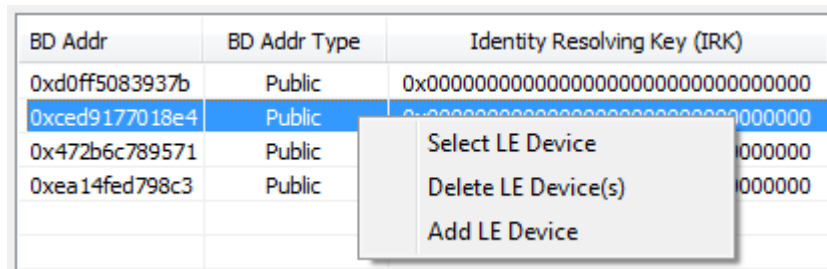 BD Addr BD Addr Type Identity Resolving Key (IRK)
0xd0ff5083937b Public 0x00000000000000000000000000000000
0xced9177018e4 Public
Select LE Device
0x472b6c789571 Public 000000
Delete LE Device(s)
0xea14fed798c3 Public 000000
Add LE Device